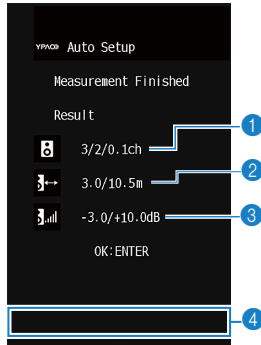 YPAO Auto Setup
Measurement Finished
Result
3/2/0.1ch
1
3.0/10.5m
2
-3.0/+10.0dB
3
OK:ENTER
4